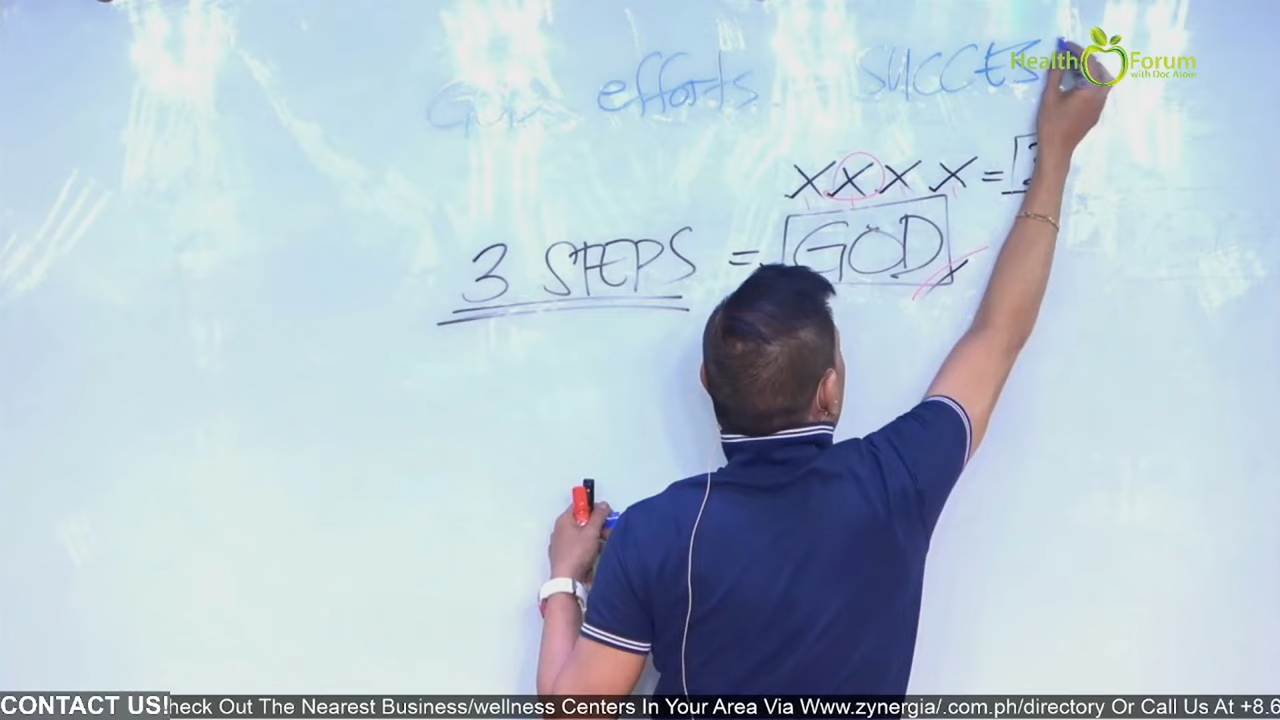 Health Forum
with Doc Atom
efforts SUCCES
X X X X =
3 STEPS = GOD
CONTACT US! heck Out The Nearest Business/wellness Centers In Your Area Via Www.zynergia/.com.ph/directory Or Call Us At +8.6